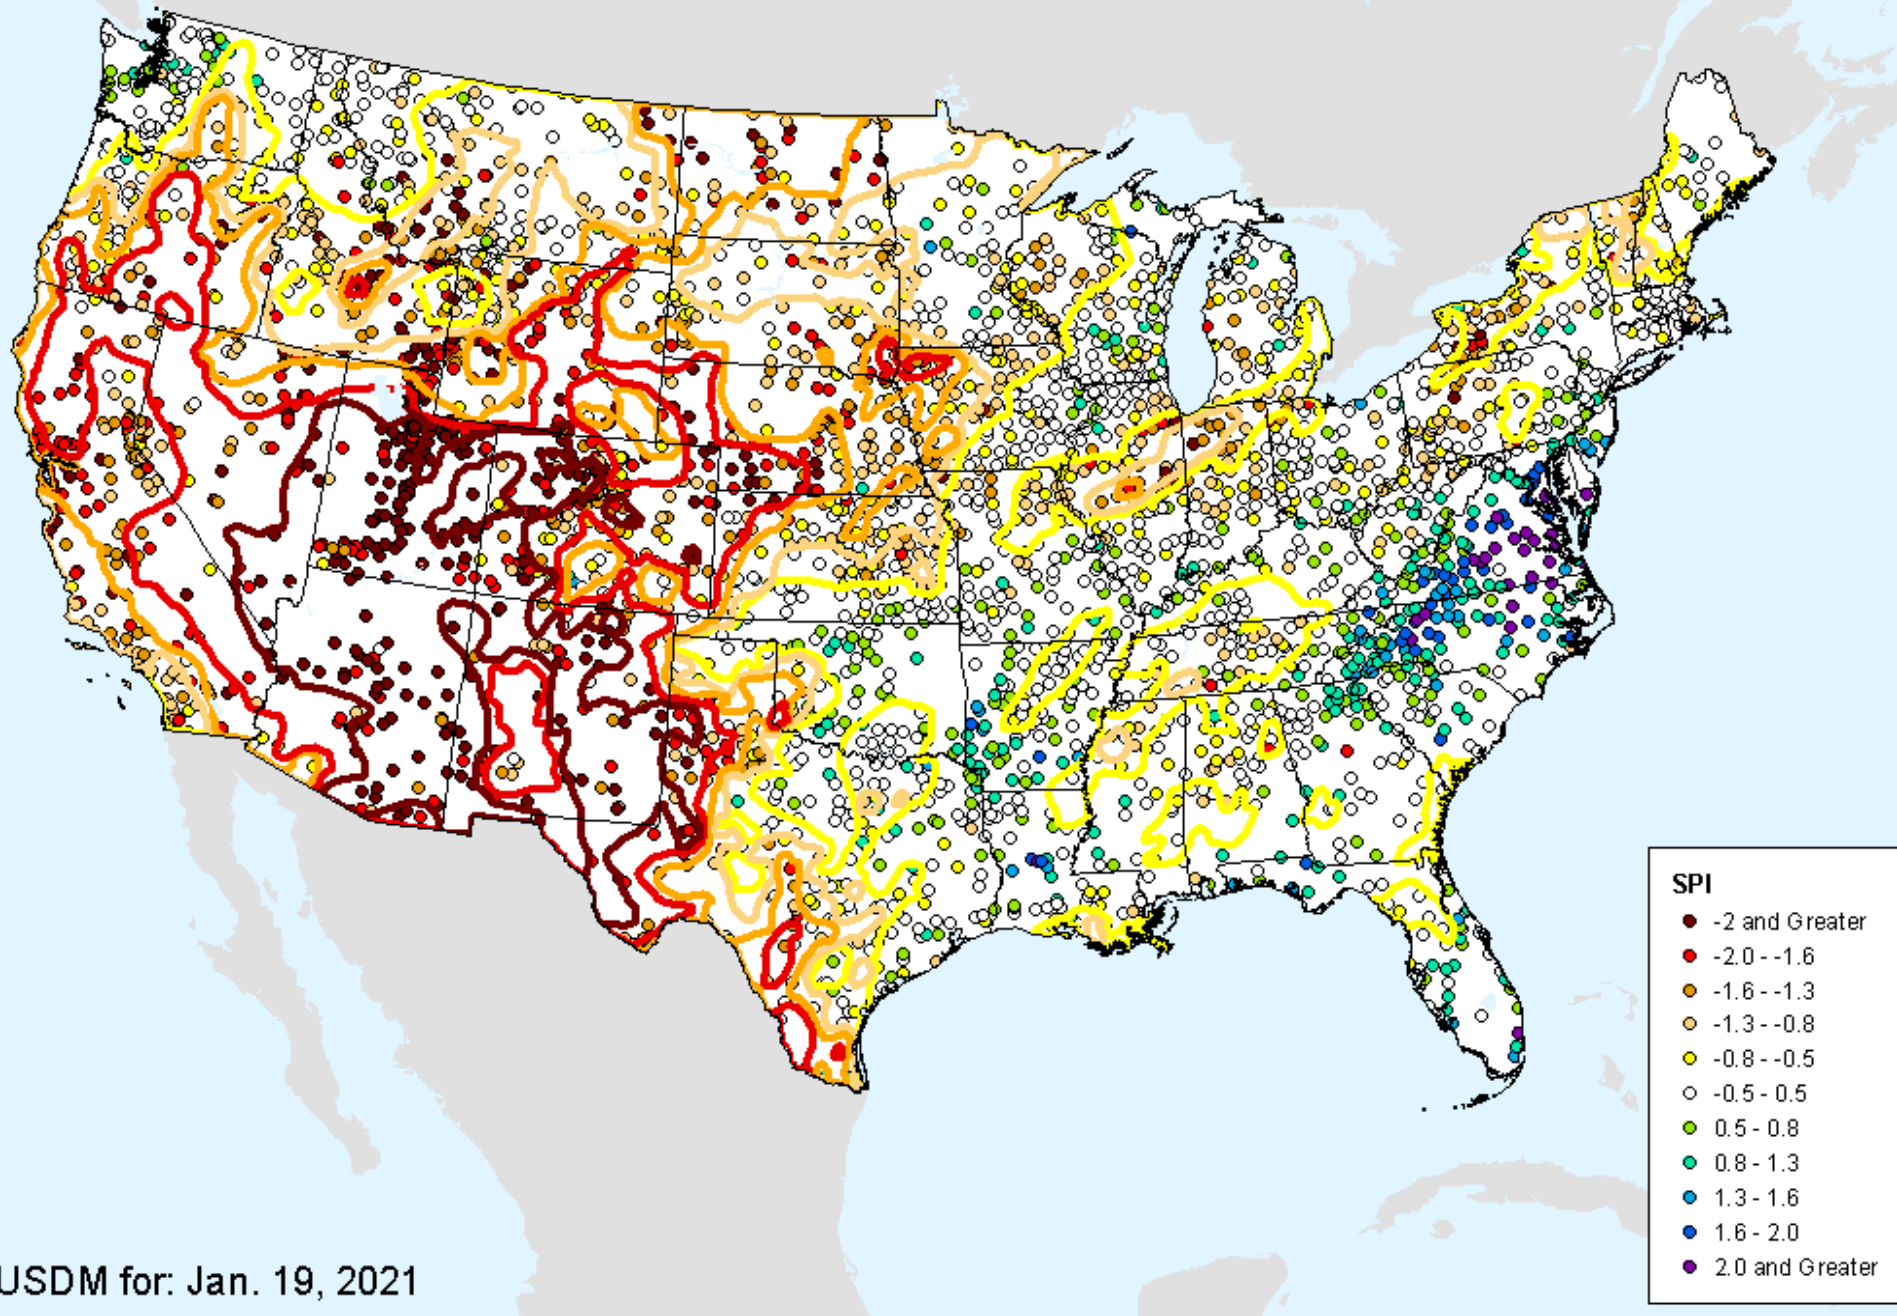 SPI
-2 and Greater
-2.0 - -1.6
-1.6 - -1.3
-1.3 - -0.8
-0.8 - -0.5
-0.5 - 0.5
0.5 - 0.8
0.8 - 1.3
1.3 - 1.6
1.6 - 2.0
2.0 and Greater
USDM for: Jan. 19, 2021